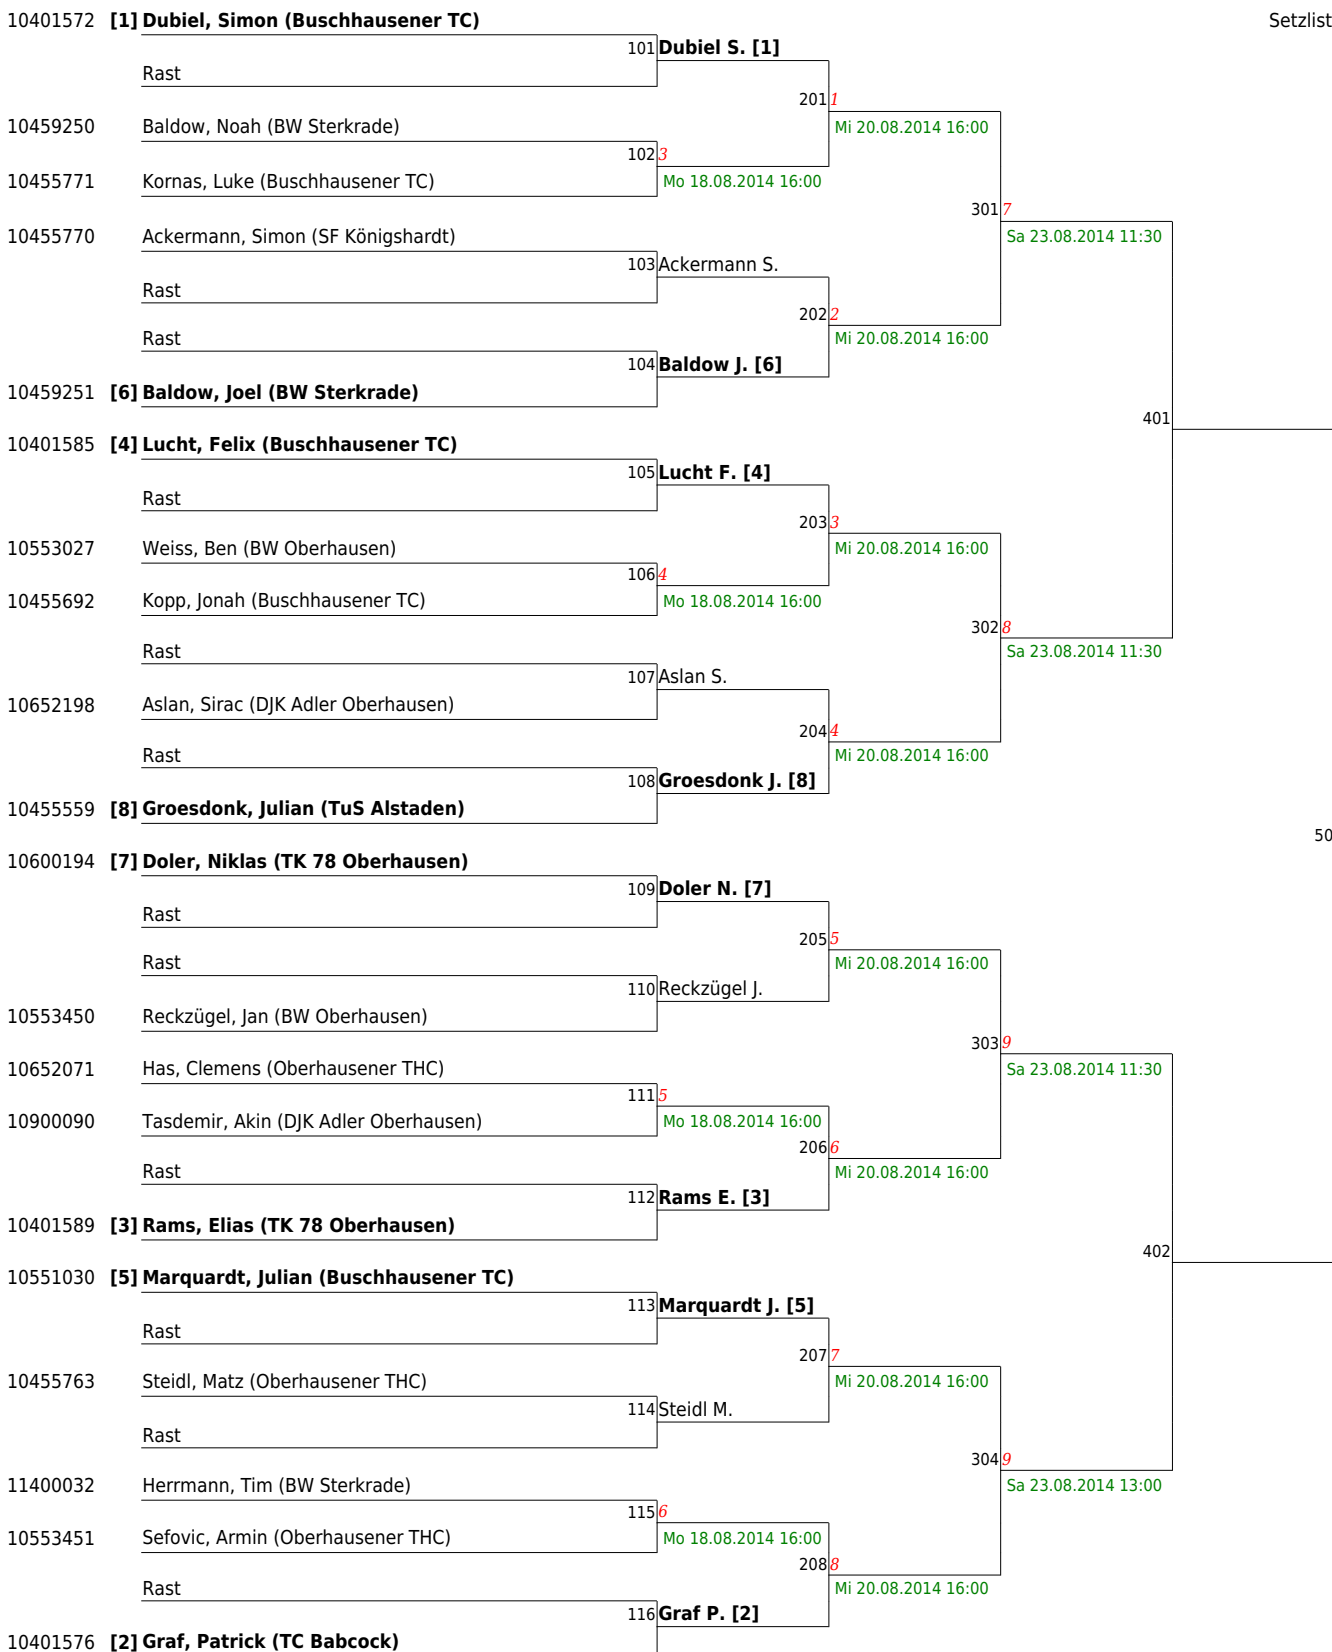 10401572 [1] Dubiel, Simon (Buschhausener TC) Setzlist
101 Dubiel S. [1]
Rast
201 1
10459250 Baldow, Noah (BW Sterkrade) Mi 20.08.2014 16:00
102 3
10455771 Kornas, Luke (Buschhausener TC) Mo 18.08.2014 16:00
301 7
10455770 Ackermann, Simon (SF Königshardt) Sa 23.08.2014 11:30
103 Ackermann S.
Rast
202 2
Rast Mi 20.08.2014 16:00
104 Baldow J. [6]
10459251 [6] Baldow, Joel (BW Sterkrade)
401
10401585 [4] Lucht, Felix (Buschhausener TC)
105 Lucht F. [4]
Rast
203 3
10553027 Weiss, Ben (BW Oberhausen) Mi 20.08.2014 16:00
106 4
10455692 Kopp, Jonah (Buschhausener TC) Mo 18.08.2014 16:00
302 8
Rast Sa 23.08.2014 11:30
107 Aslan S.
10652198 Aslan, Sirac (DJK Adler Oberhausen)
204 4
Rast Mi 20.08.2014 16:00
108 Groesdonk J. [8]
10455559 [8] Groesdonk, Julian (TuS Alstaden)
50
10600194 [7] Doler, Niklas (TK 78 Oberhausen)
109 Doler N. [7]
Rast
205 5
Rast Mi 20.08.2014 16:00
110 Reckzügel J.
10553450 Reckzügel, Jan (BW Oberhausen)
303 9
10652071 Has, Clemens (Oberhausener THC) Sa 23.08.2014 11:30
111 5
10900090 Tasdemir, Akin (DJK Adler Oberhausen) Mo 18.08.2014 16:00
206 6
Rast Mi 20.08.2014 16:00
112 Rams E. [3]
10401589 [3] Rams, Elias (TK 78 Oberhausen)
402
10551030 [5] Marquardt, Julian (Buschhausener TC)
113 Marquardt J. [5]
Rast
207 7
10455763 Steidl, Matz (Oberhausener THC) Mi 20.08.2014 16:00
114 Steidl M.
Rast
304 9
11400032 Herrmann, Tim (BW Sterkrade) Sa 23.08.2014 13:00
115 6
10553451 Sefovic, Armin (Oberhausener THC) Mo 18.08.2014 16:00
208 8
Rast Mi 20.08.2014 16:00
116 Graf P. [2]
10401576 [2] Graf, Patrick (TC Babcock)